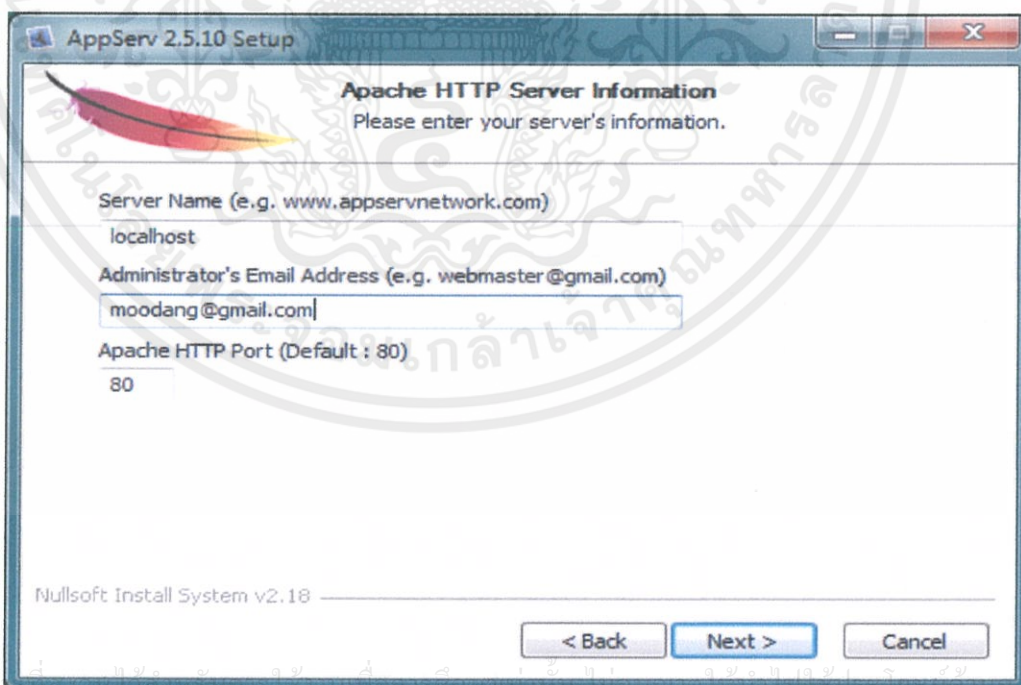 AppServ 2.5.10 Setup
Apache HTTP Server Information
Please enter your server's information.
Server Name (e.g. www.appservnetwork.com)
localhost
Administrator's Email Address (e.g. webmaster@gmail.com)
moodang@gmail.com
Apache HTTP Port (Default : 80)
80
Nullsoft Install System v2.18
< Back
Next >
Cancel